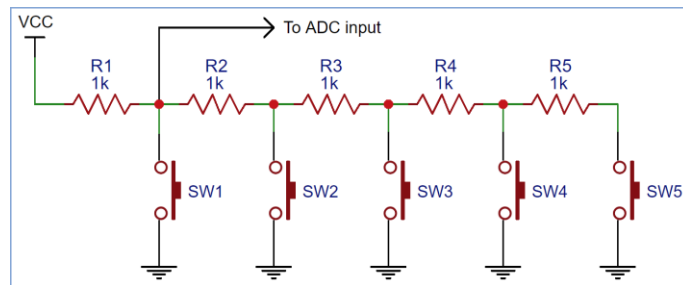 VCC
To ADC input
R1
1k
R2
1k
R3
1k
R4
1k
R5
1k
SW1
SW2
SW3
SW4
SW5